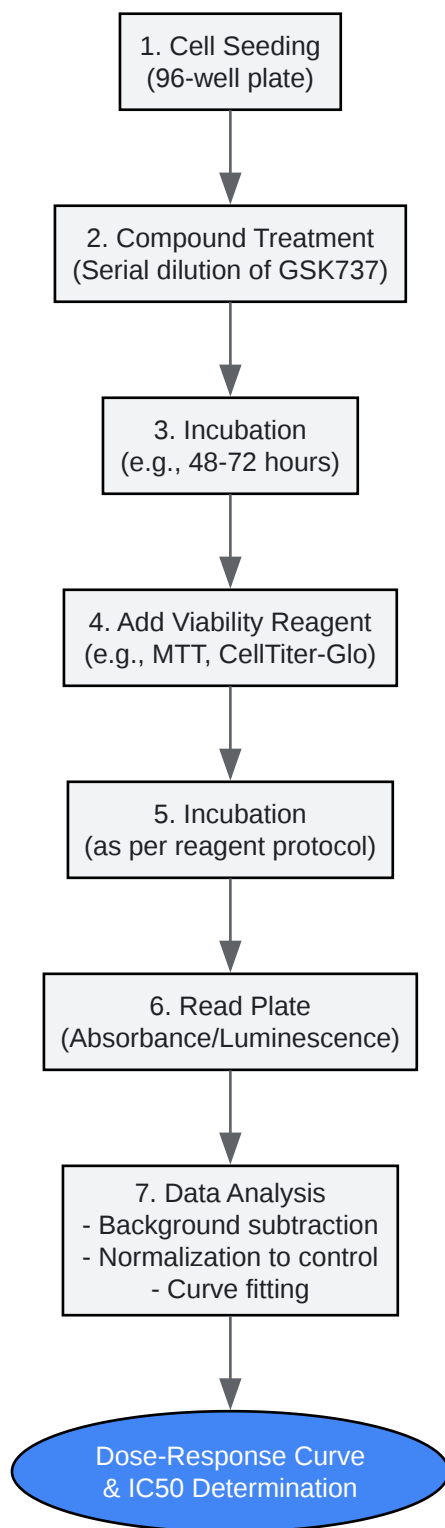 1. Cell Seeding
(96-well plate)
2. Compound Treatment
(Serial dilution of GSK737)
3. Incubation
(e.g., 48-72 hours)
4. Add Viability Reagent
(e.g., MTT, CellTiter-Glo)
5. Incubation
(as per reagent protocol)
6. Read Plate
(Absorbance/Luminescence)
7. Data Analysis
- Background subtraction
- Normalization to control
- Curve fitting
Dose-Response Curve
& IC50 Determination